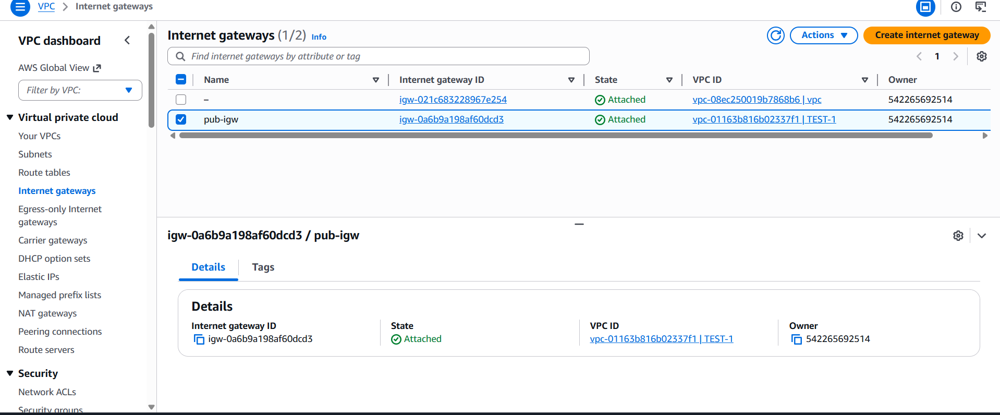 VPC > Internet gateways
VPC dashboard
AWS Global View
Filter by VPC:
Virtual private cloud
Your VPCs
Subnets
Route tables
Internet gateways
Egress-only Internet
gateways
Carrier gateways
DHCP option sets
Elastic IPs
Managed prefix lists
NAT gateways
Peering connections
Route servers
Security
Network ACLs
Security groups
Internet gateways (1/2) Info
Actions
Create internet gateway
Find internet gateways by attribute or tag
1
Name Internet gateway ID State VPC ID Owner
– igw-021c683228967e254 Attached vpc-08ec250019b7868b6 | vpc 542265692514
pub-igw igw-0a6b9a198af60dcd3 Attached vpc-01163b816b02337f1 | TEST-1 542265692514
igw-0a6b9a198af60dcd3 / pub-igw
Details Tags
Details
Internet gateway ID State VPC ID Owner
igw-0a6b9a198af60dcd3 Attached vpc-01163b816b02337f1 | TEST-1 542265692514